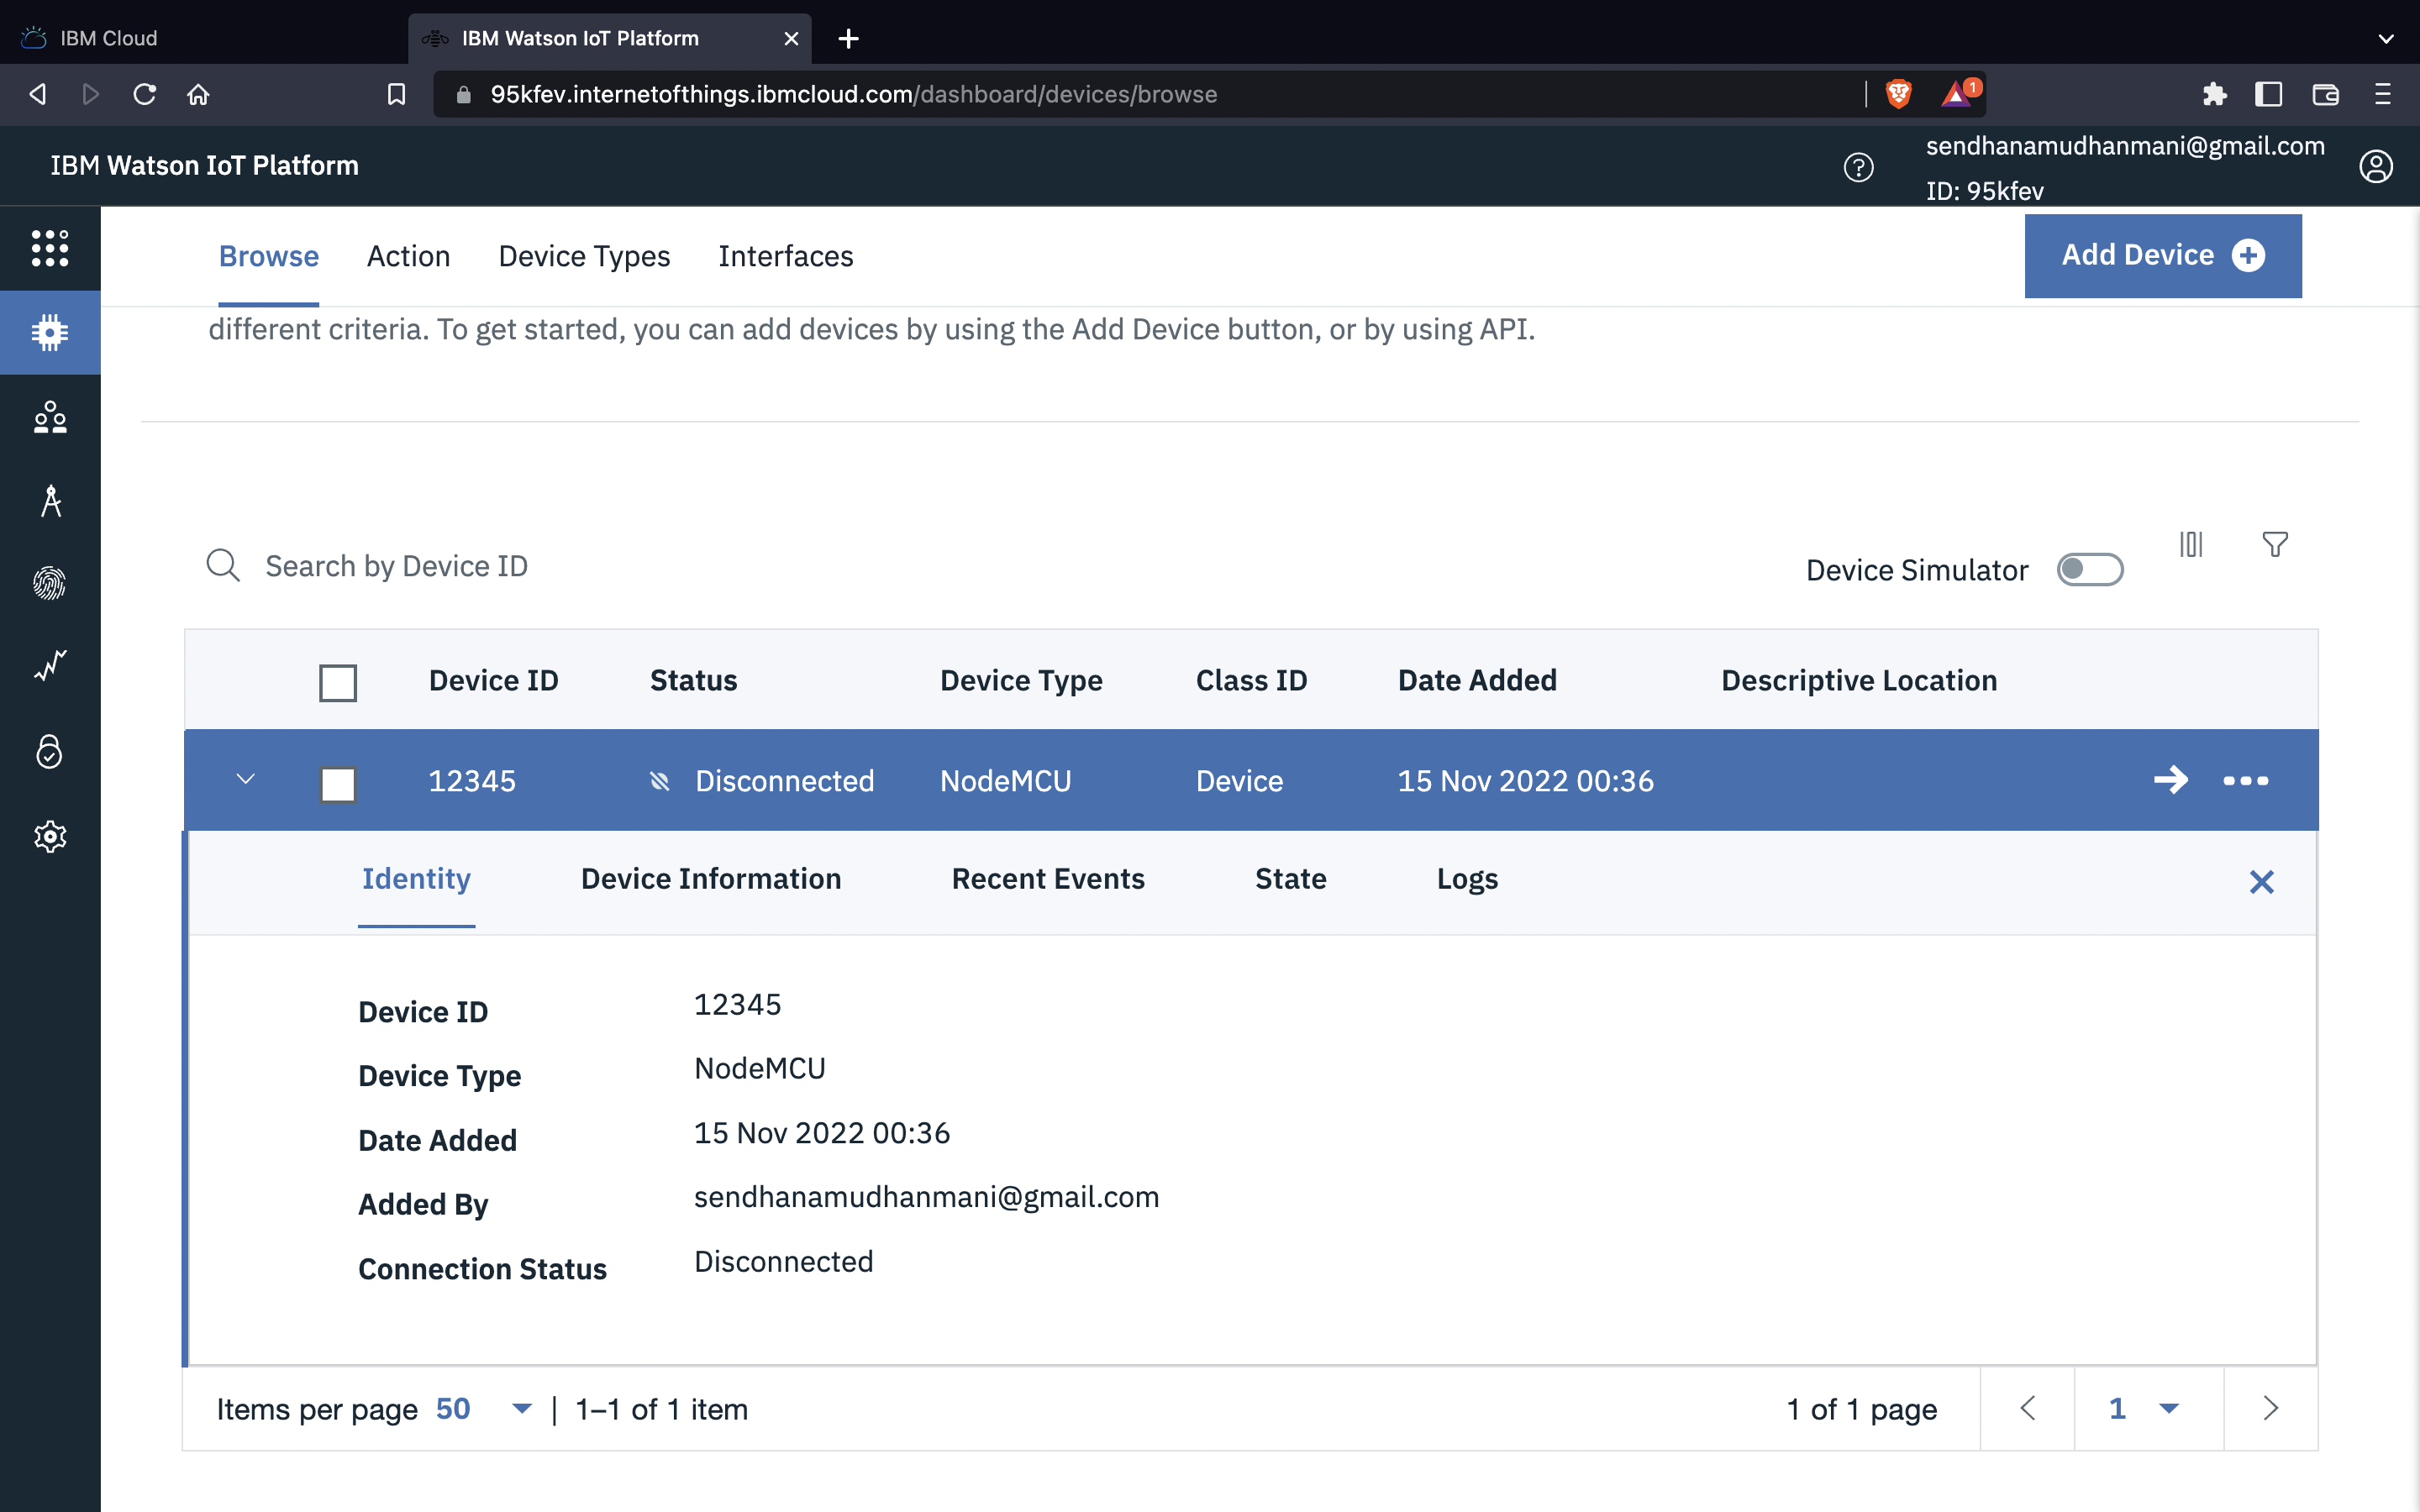 IBM Cloud
IBM Watson IoT Platform
95kfev.internetofthings.ibmcloud.com/dashboard/devices/browse
1
IBM Watson IoT Platform
sendhanamudhanmani@gmail.com
ID: 95kfev
Browse Action Device Types Interfaces
Add Device
different criteria. To get started, you can add devices by using the Add Device button, or by using API.
Search by Device ID
Device Simulator
Device ID Status Device Type Class ID Date Added Descriptive Location
12345 Disconnected NodeMCU Device 15 Nov 2022 00:36
Identity Device Information Recent Events State Logs
Device ID 12345
Device Type NodeMCU
Date Added 15 Nov 2022 00:36
Added By sendhanamudhanmani@gmail.com
Connection Status Disconnected
Items per page 50 | 1–1 of 1 item
1 of 1 page 1